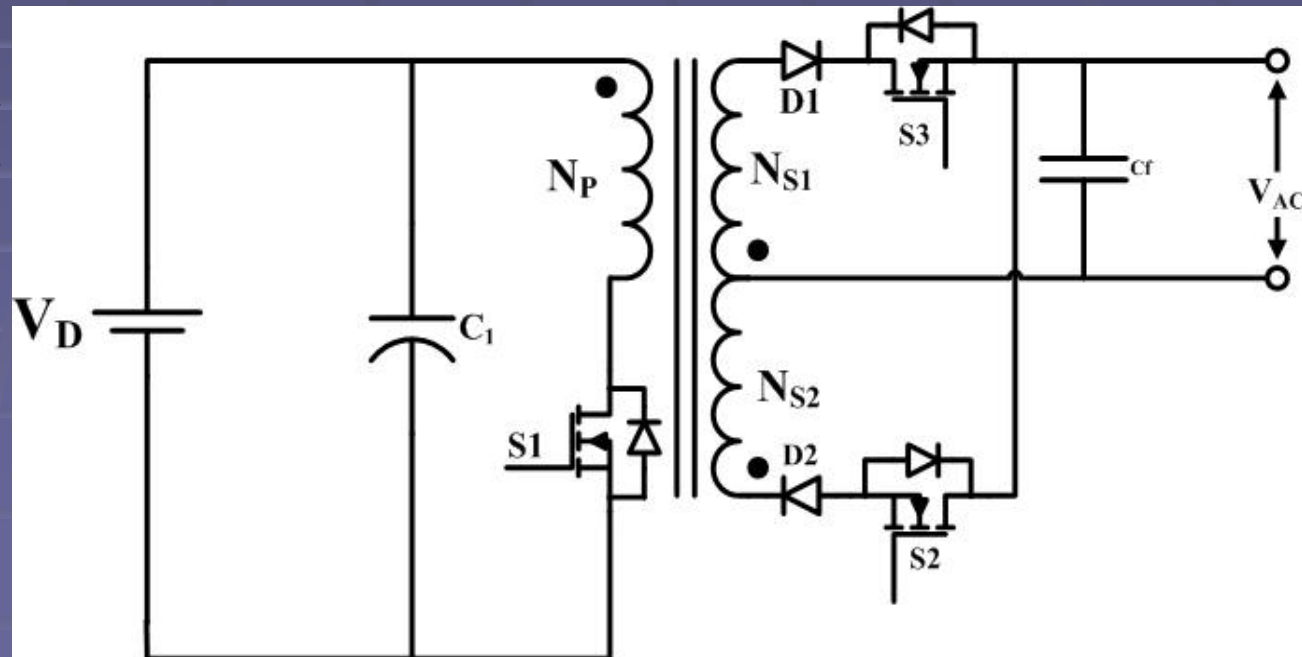 D1
S3
N_P
N_S1
Cf
V_AC
V_D
C_1
N_S2
S1
D2
S2